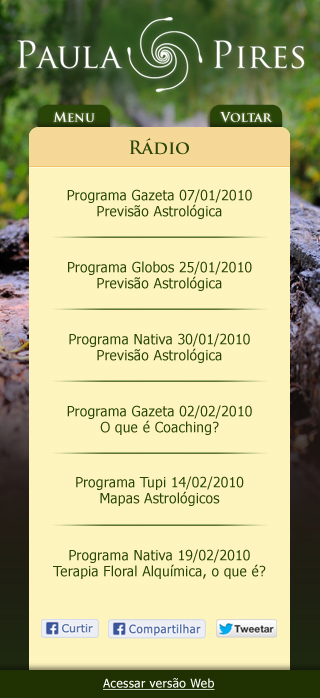 PAULA PIRES
MENU VOLTAR
RÁDIO
Programa Gazeta 07/01/2010
Previsão Astrológica
Programa Globos 25/01/2010
Previsão Astrológica
Programa Nativa 30/01/2010
Previsão Astrológica
Programa Gazeta 02/02/2010
O que é Coaching?
Programa Tupi 14/02/2010
Mapas Astrológicos
Programa Nativa 19/02/2010
Terapia Floral Alquímica, o que é?
Curtir Compartilhar Tweetar
Acessar versão Web